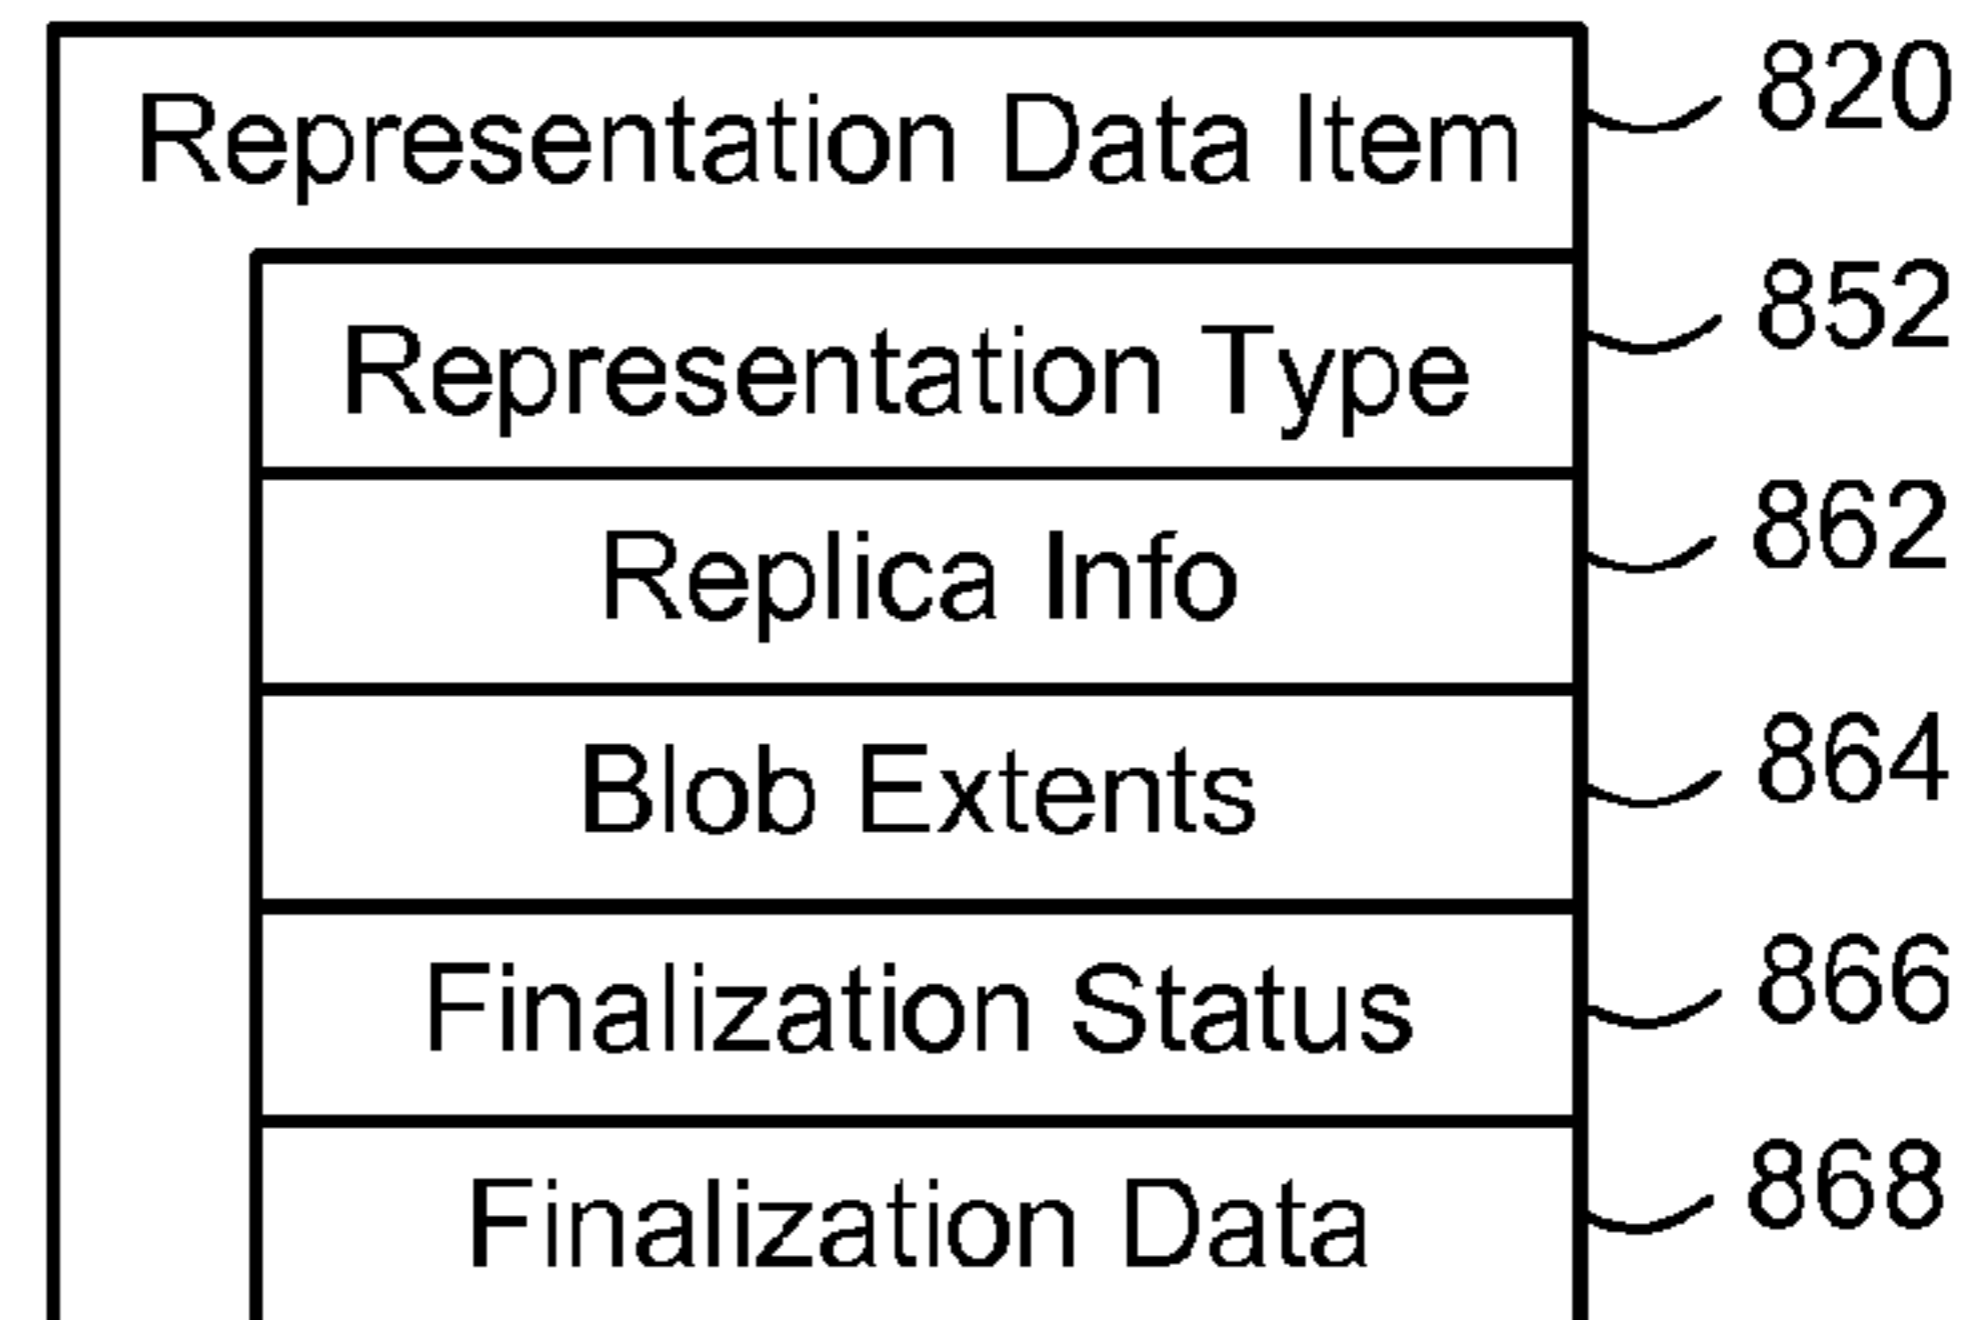 Representation Data Item 820
Representation Type 852
Replica Info 862
Blob Extents 864
Finalization Status 866
Finalization Data 868